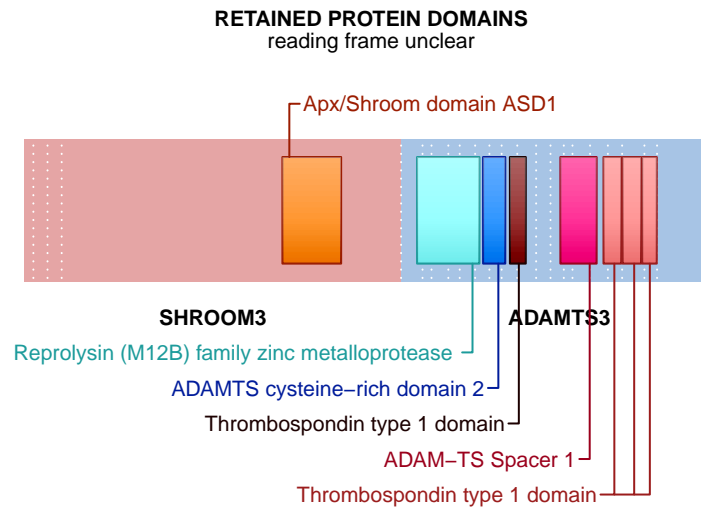 RETAINED PROTEIN DOMAINS
reading frame unclear
Apx/Shroom domain ASD1
SHROOM3
ADAMTS3
Reprolysin (M12B) family zinc metalloprotease
ADAMTS cysteine−rich domain 2
Thrombospondin type 1 domain
ADAM−TS Spacer 1
Thrombospondin type 1 domain